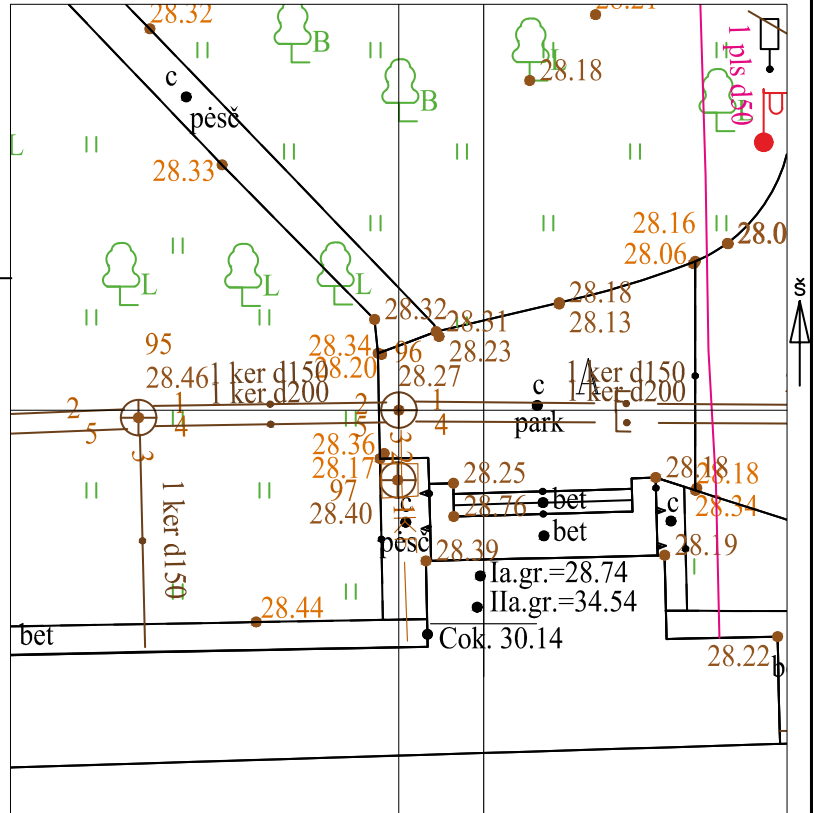 28.32
B
28.21
1 pls d50
L
28.18
c
B
pėsč
L
28.33
28.16
28.0
28.06
L
L
L
28.18
28.32
28.31
28.13
š
95
28.34
96
28.23
28.20
28.46
1 ker d150
28.27
1 ker d150
1 ker d200
c
A
1 ker d200
2
1
2
1
park
5
4
5
4
3
3
28.36
28.17
28.25
28.18
28.18
97
28.76
bet
c
28.34
28.40
c
1 ker d150
bet
pėsč
28.39
28.19
Ia.gr.=28.74
IIa.gr.=34.54
28.44
bet
Cok. 30.14
28.22
b